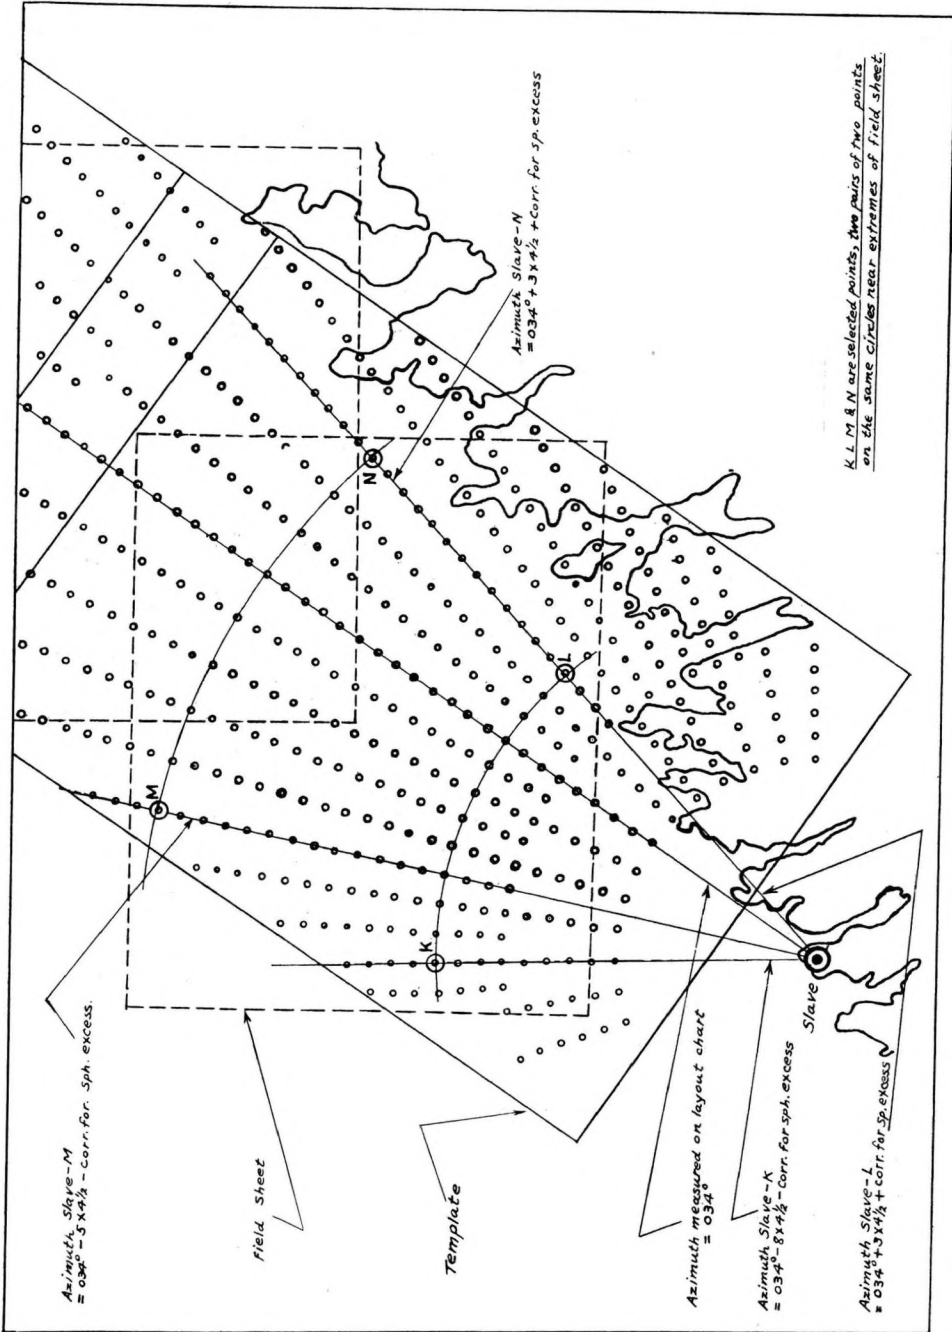 Azimuth Slave-M
= 034° - 5 x 4½ - corr. for. sph. excess.
Field Sheet
Template
Azimuth measured on layout chart
= 034°
Azimuth Slave-K
= 034° - 8 x 4½ - corr. for sph. excess
Azimuth Slave-L
= 034° + 3 x 4½ + corr. for sp. excess
Slave
K
M
L
N
Azimuth Slave-N
= 034° + 3 x 4½ + corr. for sp. excess
K L M & N are selected points, two pairs of two points
on the same circles near extremes of field sheet.